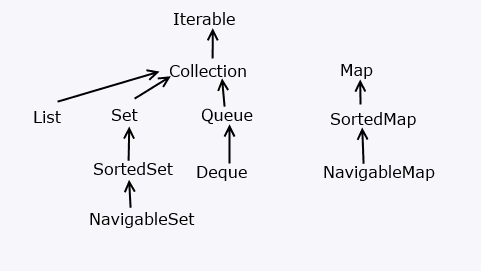 Iterable
Collection
Map
List
Set
Queue
SortedMap
SortedSet
Deque
NavigableMap
NavigableSet